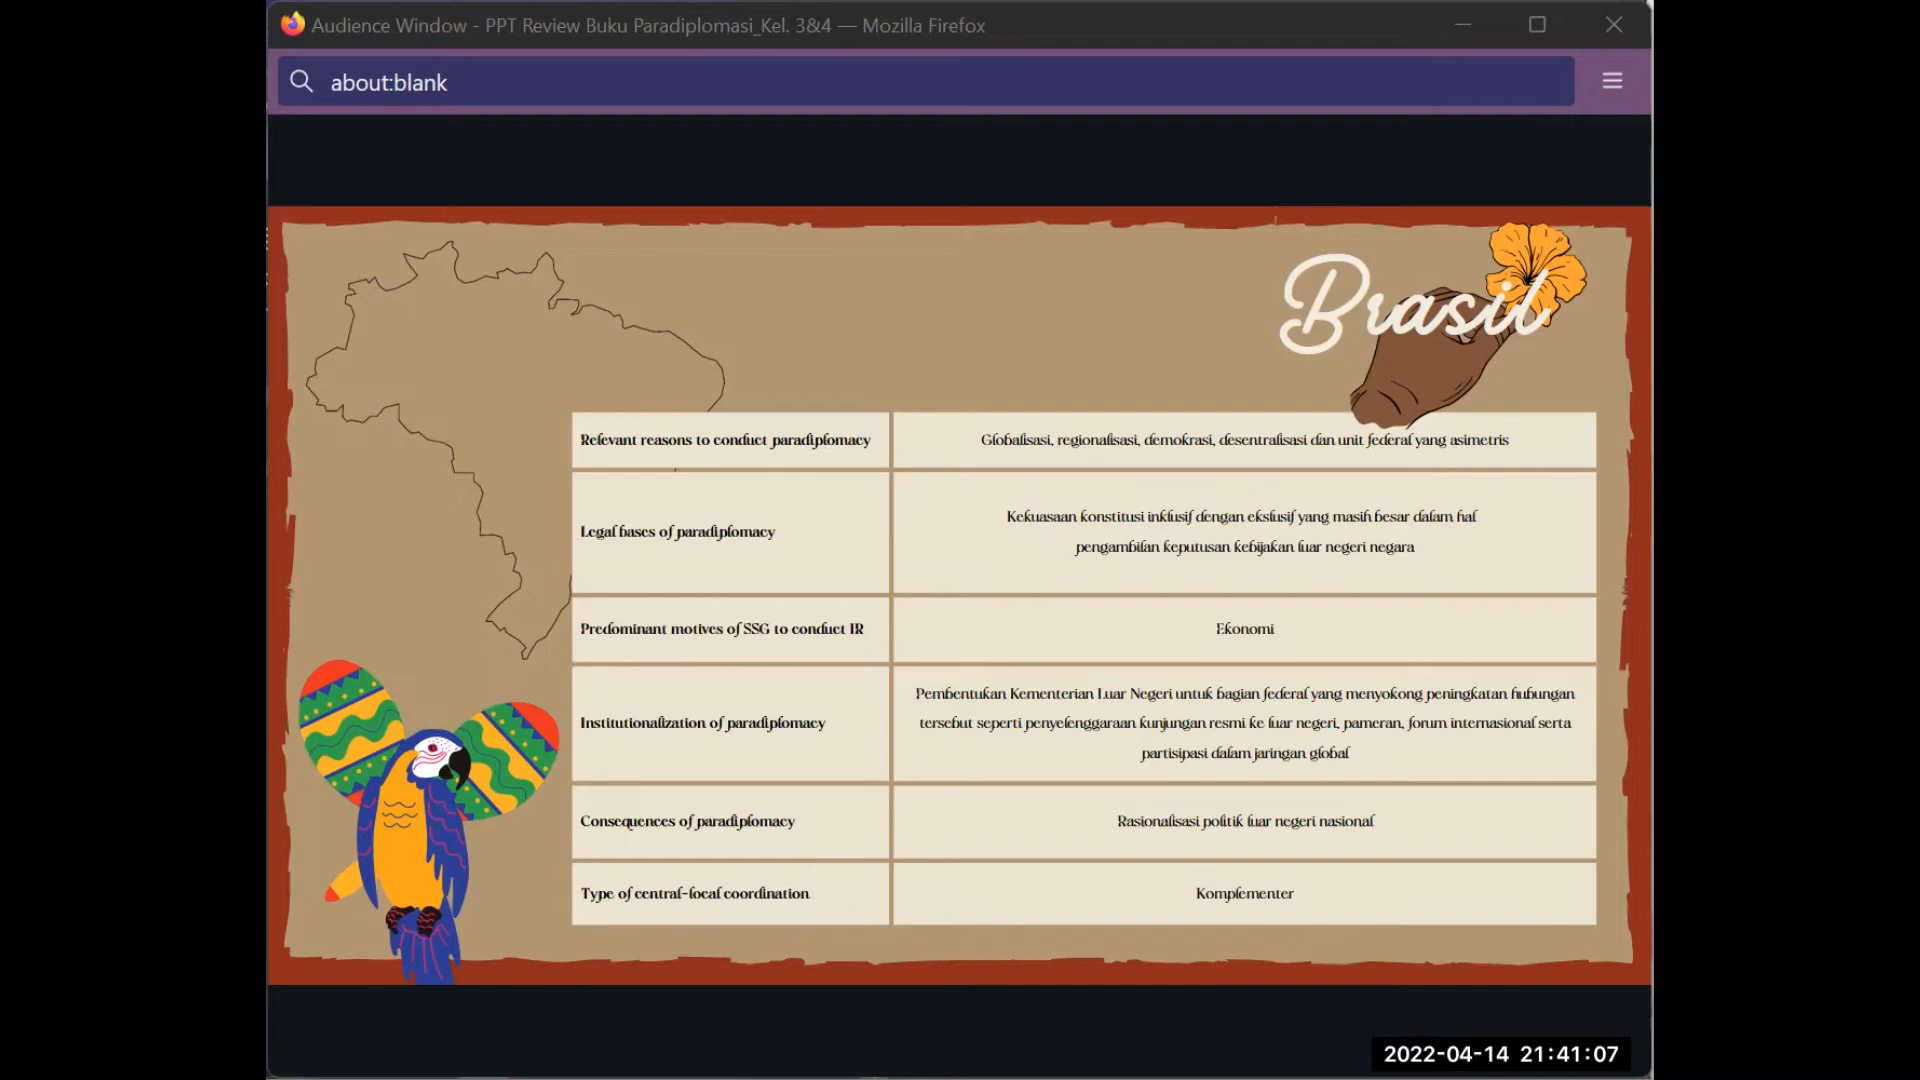 Audience Window - PPT Review Buku Paradiplomasi_Kel. 3&4 — Mozilla Firefox
about:blank
Brasil
Relevant reasons to conduct paradiplomacy
Globalisasi, regionalisasi, demokrasi, desentralisasi dan unit federal yang asimetris
Legal bases of paradiplomacy
Kekuasaan konstitusi inklusif dengan ekslusif yang masih besar dalam hal
pengambilan keputusan kebijakan luar negeri negara
Predominant motives of SSG to conduct IR
Ekonomi
Institutionalization of paradiplomacy
Pembentukan Kementerian Luar Negeri untuk bagian federal yang menyokong peningkatan hubungan
tersebut seperti penyelenggaraan kunjungan resmi ke luar negeri, pameran, forum internasional serta
partisipasi dalam jaringan global
Consequences of paradiplomacy
Rasionalisasi politik luar negeri nasional
Type of central-local coordination
Komplementer
2022-04-14 21:41:07